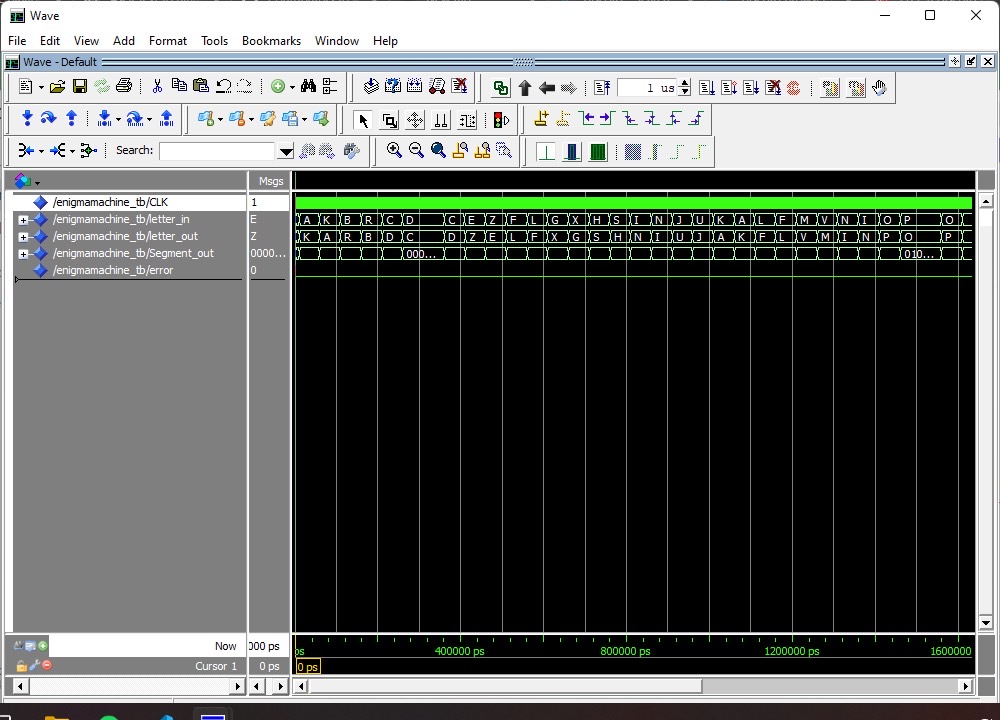 Wave
File Edit View Add Format Tools Bookmarks Window Help
Wave - Default
1 us
Search:
Msgs
/enigmamachine_tb/CLK 1
/enigmamachine_tb/letter_in E A K B R C D C E Z F L G X H S I N J U K A L F M V N I O P O
/enigmamachine_tb/letter_out Z K A R B D C D Z E L F X G S H N I U J A K F L V M I N P O P
/enigmamachine_tb/Segment_out 0000... 000... 010...
/enigmamachine_tb/error 0
Now 000 ps ps 400000 ps 800000 ps 1200000 ps 1600000
Cursor 1 0 ps 0 ps